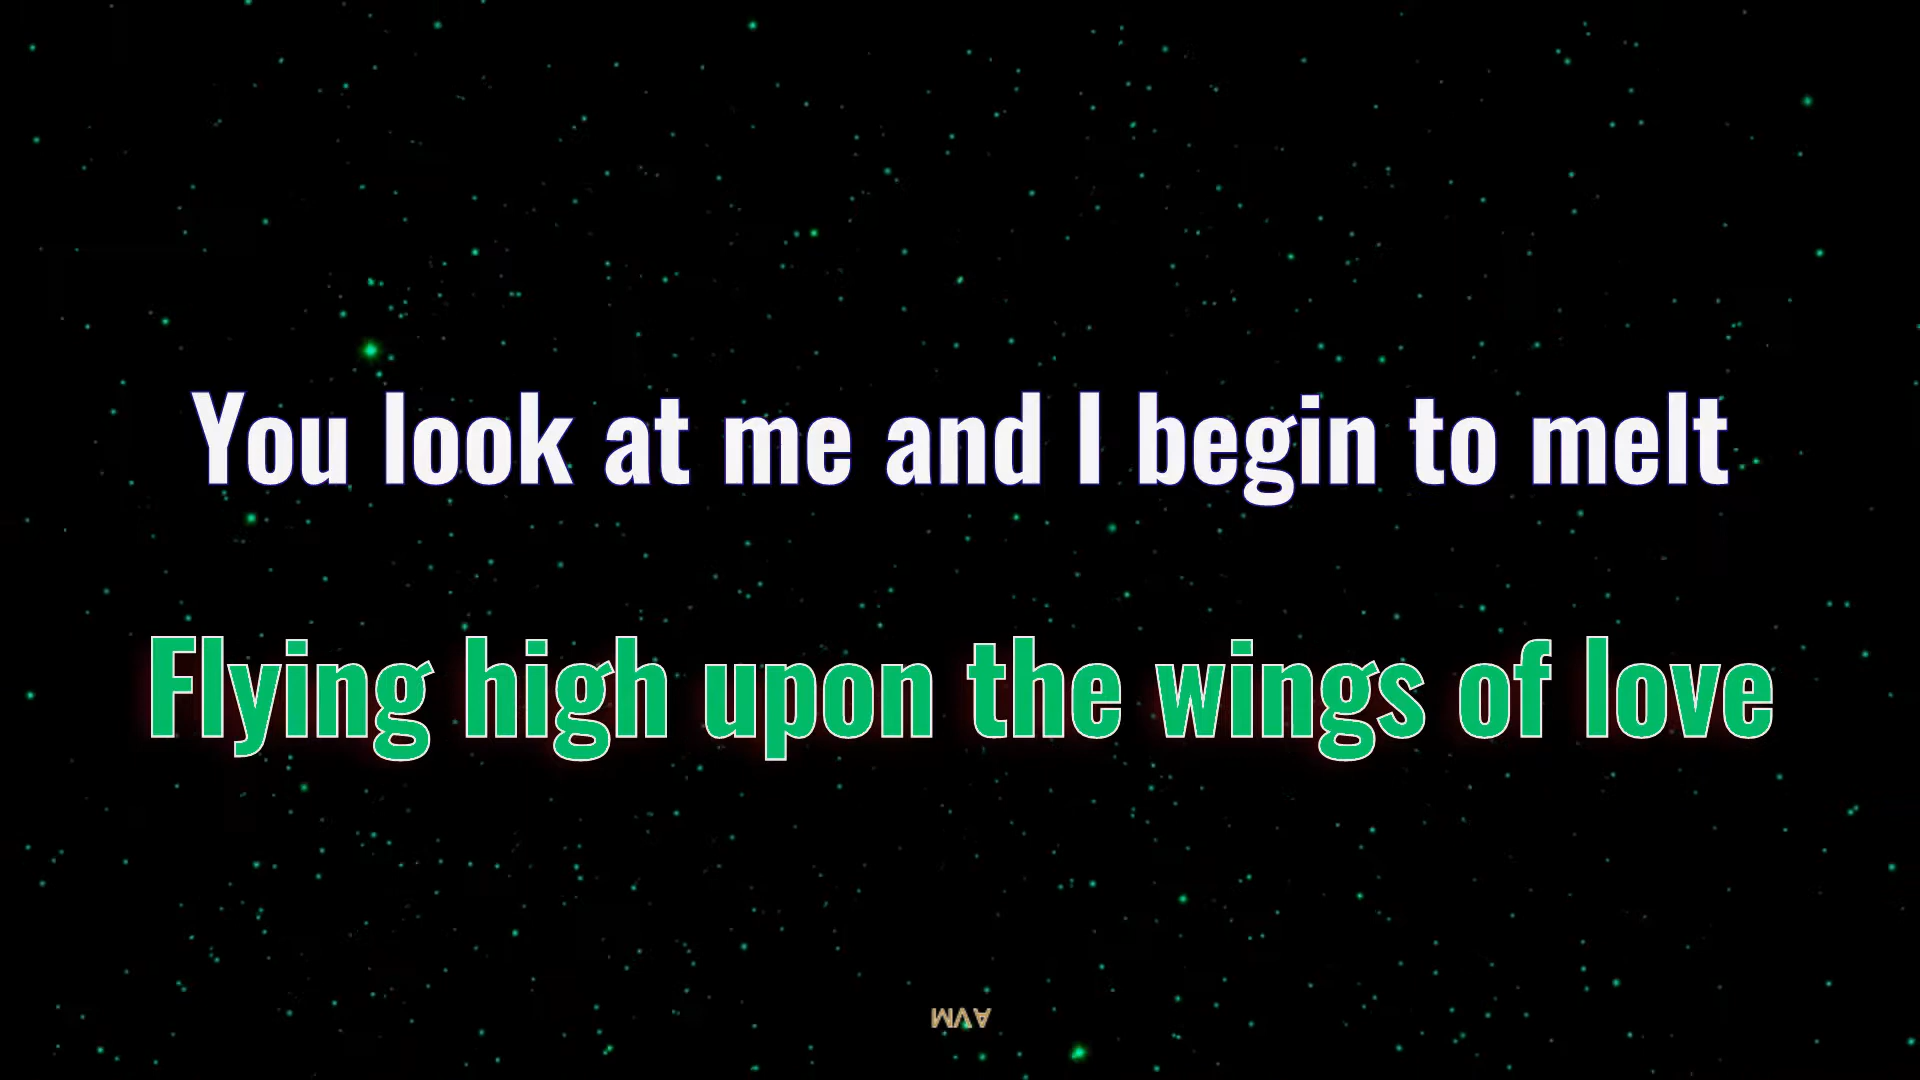 You look at me and I begin to melt
Flying high upon the wings of love